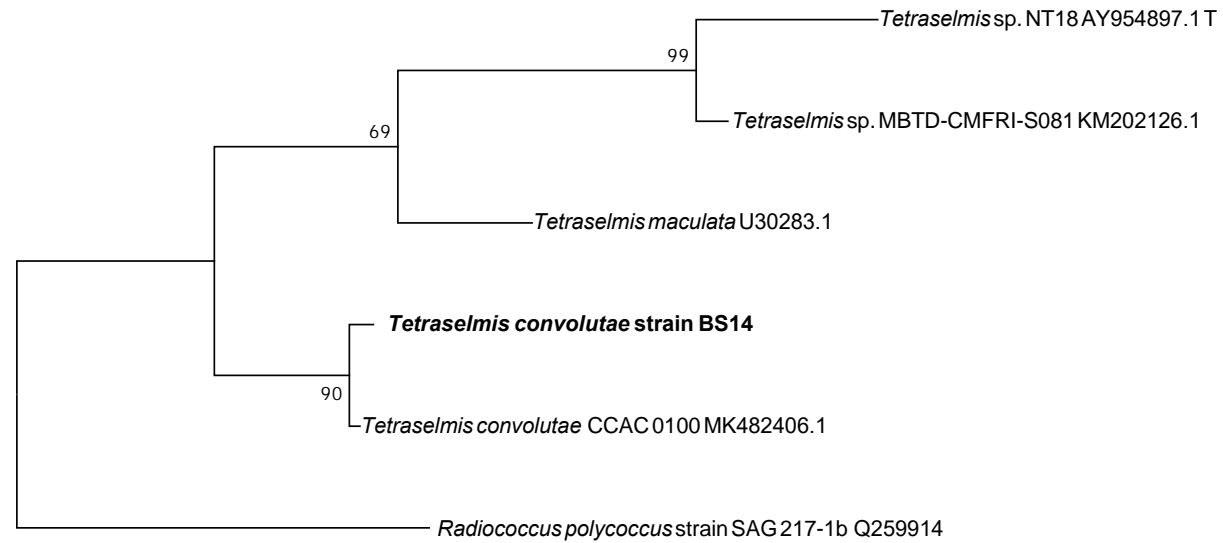 Tetraselmis sp. NT18 AY954897.1 T
99
Tetraselmis sp. MBTD-CMFRI-S081 KM202126.1
69
Tetraselmis maculata U30283.1
Tetraselmis convolutae strain BS14
90
Tetraselmis convolutae CCAC 0100 MK482406.1
Radiococcus polycoccus strain SAG 217-1b Q259914